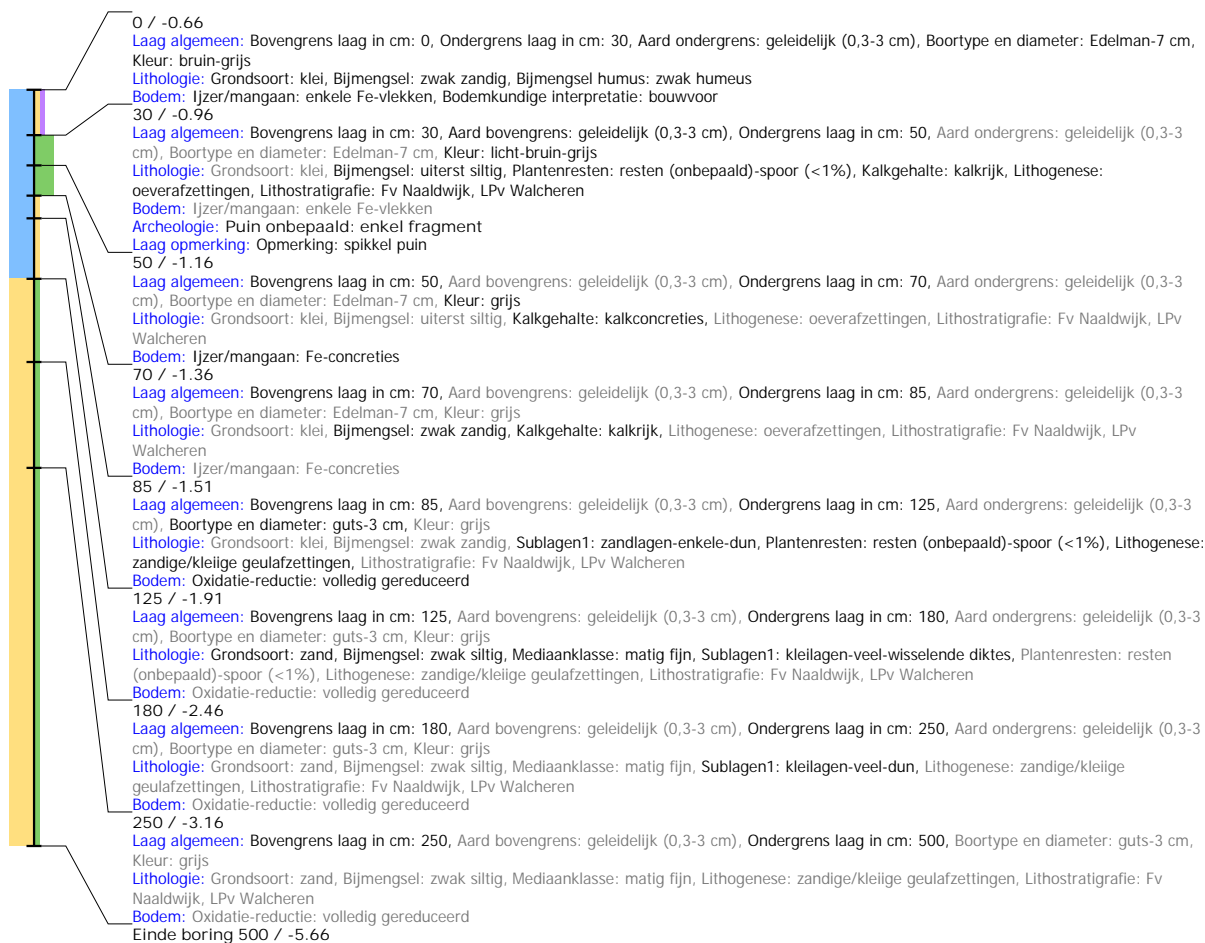 0 / -0.66
Laag algemeen: Bovengrens laag in cm: 0, Ondergrens laag in cm: 30, Aard ondergrens: geleidelijk (0,3-3 cm), Boortype en diameter: Edelman-7 cm,
Kleur: bruin-grijs
Lithologie: Grondsoort: klei, Bijmengsel: zwak zandig, Bijmengsel humus: zwak humeus
Bodem: Ijzer/mangaan: enkele Fe-vlekken, Bodemkundige interpretatie: bouwvoor
30 / -0.96
Laag algemeen: Bovengrens laag in cm: 30, Aard bovengrens: geleidelijk (0,3-3 cm), Ondergrens laag in cm: 50, Aard ondergrens: geleidelijk (0,3-3
cm), Boortype en diameter: Edelman-7 cm, Kleur: licht-bruin-grijs
Lithologie: Grondsoort: klei, Bijmengsel: uiterst siltig, Plantenresten: resten (onbepaald)-spoor (<1%), Kalkgehalte: kalkrijk, Lithogenese:
oeverafzettingen, Lithostratigrafie: Fv Naaldwijk, LPv Walcheren
Bodem: Ijzer/mangaan: enkele Fe-vlekken
Archeologie: Puin onbepaald: enkel fragment
Laag opmerking: Opmerking: spikkel puin
50 / -1.16
Laag algemeen: Bovengrens laag in cm: 50, Aard bovengrens: geleidelijk (0,3-3 cm), Ondergrens laag in cm: 70, Aard ondergrens: geleidelijk (0,3-3
cm), Boortype en diameter: Edelman-7 cm, Kleur: grijs
Lithologie: Grondsoort: klei, Bijmengsel: uiterst siltig, Kalkgehalte: kalkconcreties, Lithogenese: oeverafzettingen, Lithostratigrafie: Fv Naaldwijk, LPv
Walcheren
Bodem: Ijzer/mangaan: Fe-concreties
70 / -1.36
Laag algemeen: Bovengrens laag in cm: 70, Aard bovengrens: geleidelijk (0,3-3 cm), Ondergrens laag in cm: 85, Aard ondergrens: geleidelijk (0,3-3
cm), Boortype en diameter: Edelman-7 cm, Kleur: grijs
Lithologie: Grondsoort: klei, Bijmengsel: zwak zandig, Kalkgehalte: kalkrijk, Lithogenese: oeverafzettingen, Lithostratigrafie: Fv Naaldwijk, LPv
Walcheren
Bodem: Ijzer/mangaan: Fe-concreties
85 / -1.51
Laag algemeen: Bovengrens laag in cm: 85, Aard bovengrens: geleidelijk (0,3-3 cm), Ondergrens laag in cm: 125, Aard ondergrens: geleidelijk (0,3-3
cm), Boortype en diameter: guts-3 cm, Kleur: grijs
Lithologie: Grondsoort: klei, Bijmengsel: zwak zandig, Sublagen1: zandlagen-enkele-dun, Plantenresten: resten (onbepaald)-spoor (<1%), Lithogenese:
zandige/kleiige geulafzettingen, Lithostratigrafie: Fv Naaldwijk, LPv Walcheren
Bodem: Oxidatie-reductie: volledig gereduceerd
125 / -1.91
Laag algemeen: Bovengrens laag in cm: 125, Aard bovengrens: geleidelijk (0,3-3 cm), Ondergrens laag in cm: 180, Aard ondergrens: geleidelijk (0,3-3
cm), Boortype en diameter: guts-3 cm, Kleur: grijs
Lithologie: Grondsoort: zand, Bijmengsel: zwak siltig, Mediaanklasse: matig fijn, Sublagen1: kleilagen-veel-wisselende diktes, Plantenresten: resten
(onbepaald)-spoor (<1%), Lithogenese: zandige/kleiige geulafzettingen, Lithostratigrafie: Fv Naaldwijk, LPv Walcheren
Bodem: Oxidatie-reductie: volledig gereduceerd
180 / -2.46
Laag algemeen: Bovengrens laag in cm: 180, Aard bovengrens: geleidelijk (0,3-3 cm), Ondergrens laag in cm: 250, Aard ondergrens: geleidelijk (0,3-3
cm), Boortype en diameter: guts-3 cm, Kleur: grijs
Lithologie: Grondsoort: zand, Bijmengsel: zwak siltig, Mediaanklasse: matig fijn, Sublagen1: kleilagen-veel-dun, Lithogenese: zandige/kleiige
geulafzettingen, Lithostratigrafie: Fv Naaldwijk, LPv Walcheren
Bodem: Oxidatie-reductie: volledig gereduceerd
250 / -3.16
Laag algemeen: Bovengrens laag in cm: 250, Aard bovengrens: geleidelijk (0,3-3 cm), Ondergrens laag in cm: 500, Boortype en diameter: guts-3 cm,
Kleur: grijs
Lithologie: Grondsoort: zand, Bijmengsel: zwak siltig, Mediaanklasse: matig fijn, Lithogenese: zandige/kleiige geulafzettingen, Lithostratigrafie: Fv
Naaldwijk, LPv Walcheren
Bodem: Oxidatie-reductie: volledig gereduceerd
Einde boring 500 / -5.66